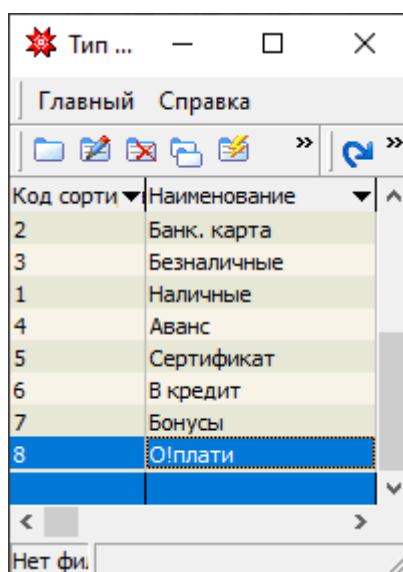 Тип ...
Главный Справка
Код сорти Наименование
2 Банк. карта
3 Безналичные
1 Наличные
4 Аванс
5 Сертификат
6 В кредит
7 Бонусы
8 О!плати
Нет фи